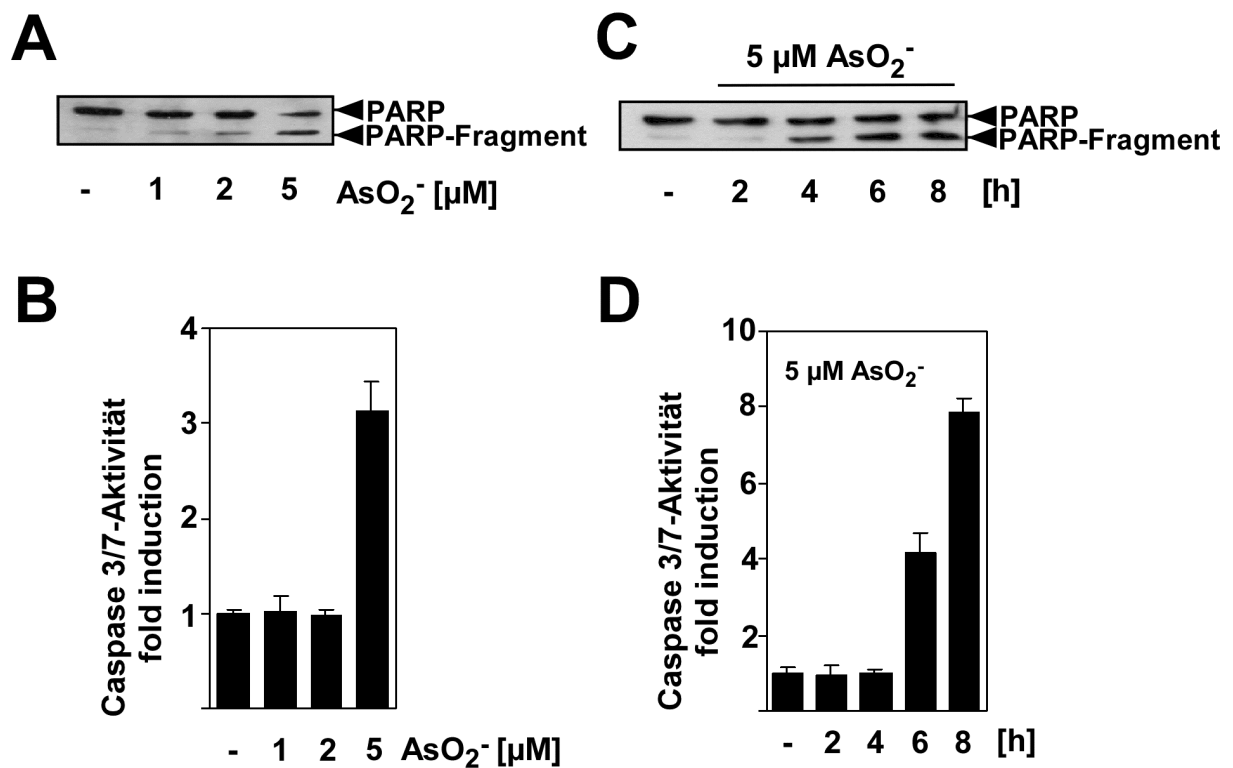 A
PARP
PARP-Fragment
- 1 2 5 AsO2- [µM]
C
5 µM AsO2-
PARP
PARP-Fragment
- 2 4 6 8 [h]
B
Caspase 3/7-Aktivität
fold induction
4
3
2
1
- 1 2 5 AsO2- [µM]
D
Caspase 3/7-Aktivität
fold induction
10
8
6
4
2
5 µM AsO2-
- 2 4 6 8 [h]